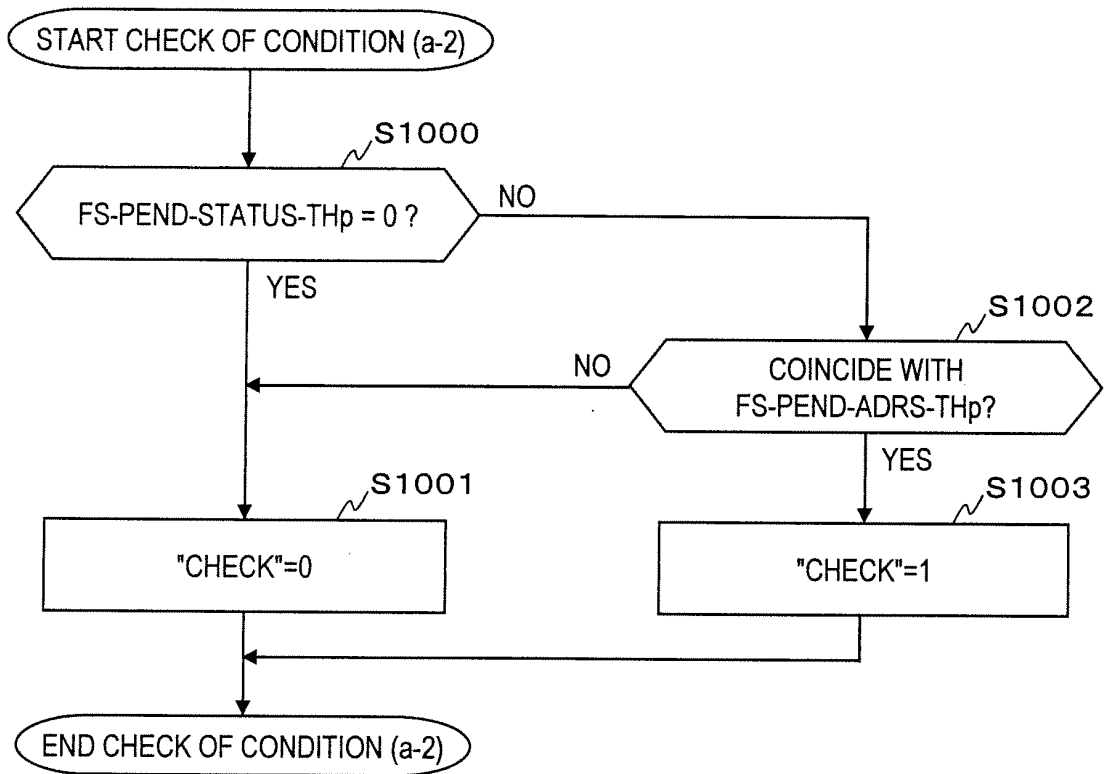 START CHECK OF CONDITION (a-2)
S1000
FS-PEND-STATUS-THp = 0 ?
NO
YES
S1002
NO
COINCIDE WITH
FS-PEND-ADRS-THp?
YES
S1001
S1003
"CHECK"=0
"CHECK"=1
END CHECK OF CONDITION (a-2)